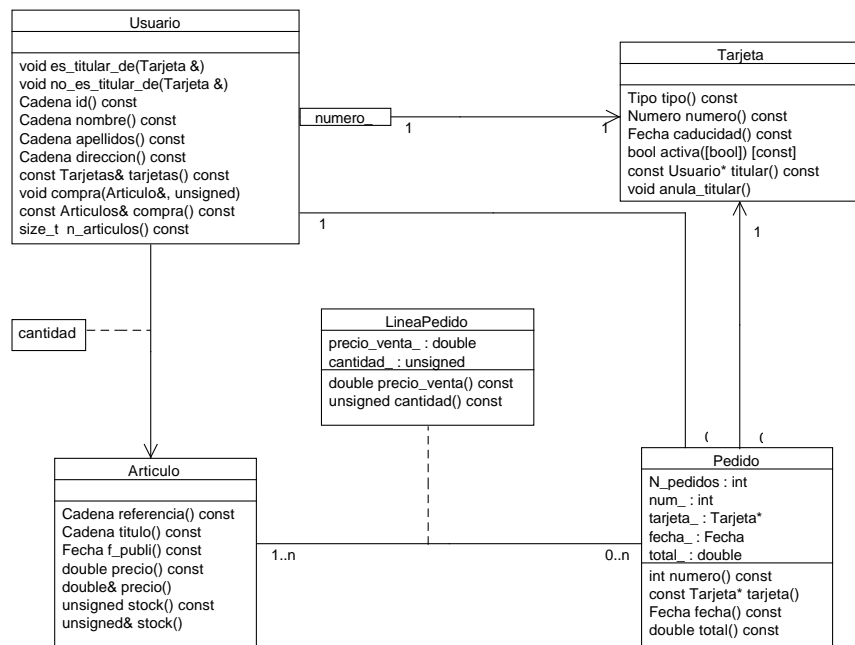 Usuario
void es_titular_de(Tarjeta &)
void no_es_titular_de(Tarjeta &)
Cadena id() const
Cadena nombre() const
Cadena apellidos() const
Cadena direccion() const
const Tarjetas& tarjetas() const
void compra(Articulo&, unsigned)
const Articulos& compra() const
size_t n_articulos() const
numero_
1
1
Tarjeta
Tipo tipo() const
Numero numero() const
Fecha caducidad() const
bool activa([bool]) [const]
const Usuario* titular() const
void anula_titular()
1
1
cantidad
LineaPedido
precio_venta_ : double
cantidad_ : unsigned
double precio_venta() const
unsigned cantidad() const
Articulo
Cadena referencia() const
Cadena titulo() const
Fecha f_publi() const
double precio() const
double& precio()
unsigned stock() const
unsigned& stock()
1..n
0..n
Pedido
N_pedidos : int
num_ : int
tarjeta_ : Tarjeta*
fecha_ : Fecha
total_ : double
int numero() const
const Tarjeta* tarjeta()
Fecha fecha() const
double total() const